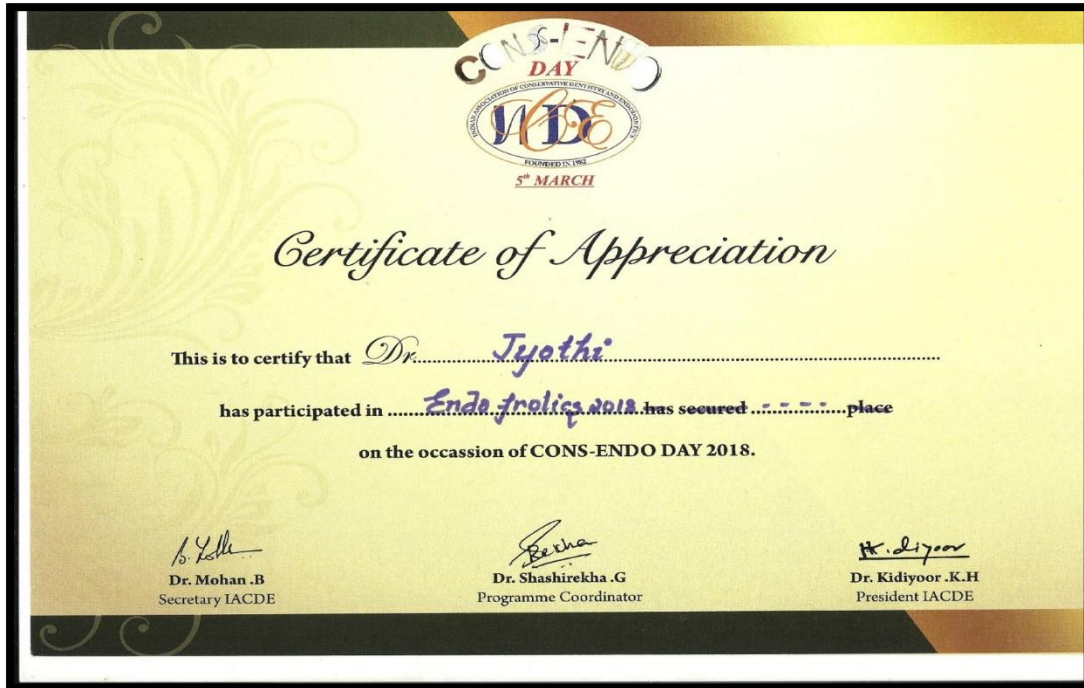 CONS-ENDO
DAY
INDIAN ASSOCIATION OF CONSERVATIVE DENTISTRY AND ENDODONTICS
FOUNDED IN 1982
5th MARCH
Certificate of Appreciation
This is to certify that Dr. Jyothi
has participated in Endo frolics 2018 has secured ---- place
on the occassion of CONS-ENDO DAY 2018.
Rekha
Dr. Mohan .B Dr. Shashirekha .G Dr. Kidiyoor .K.H
Secretary IACDE Programme Coordinator President IACDE